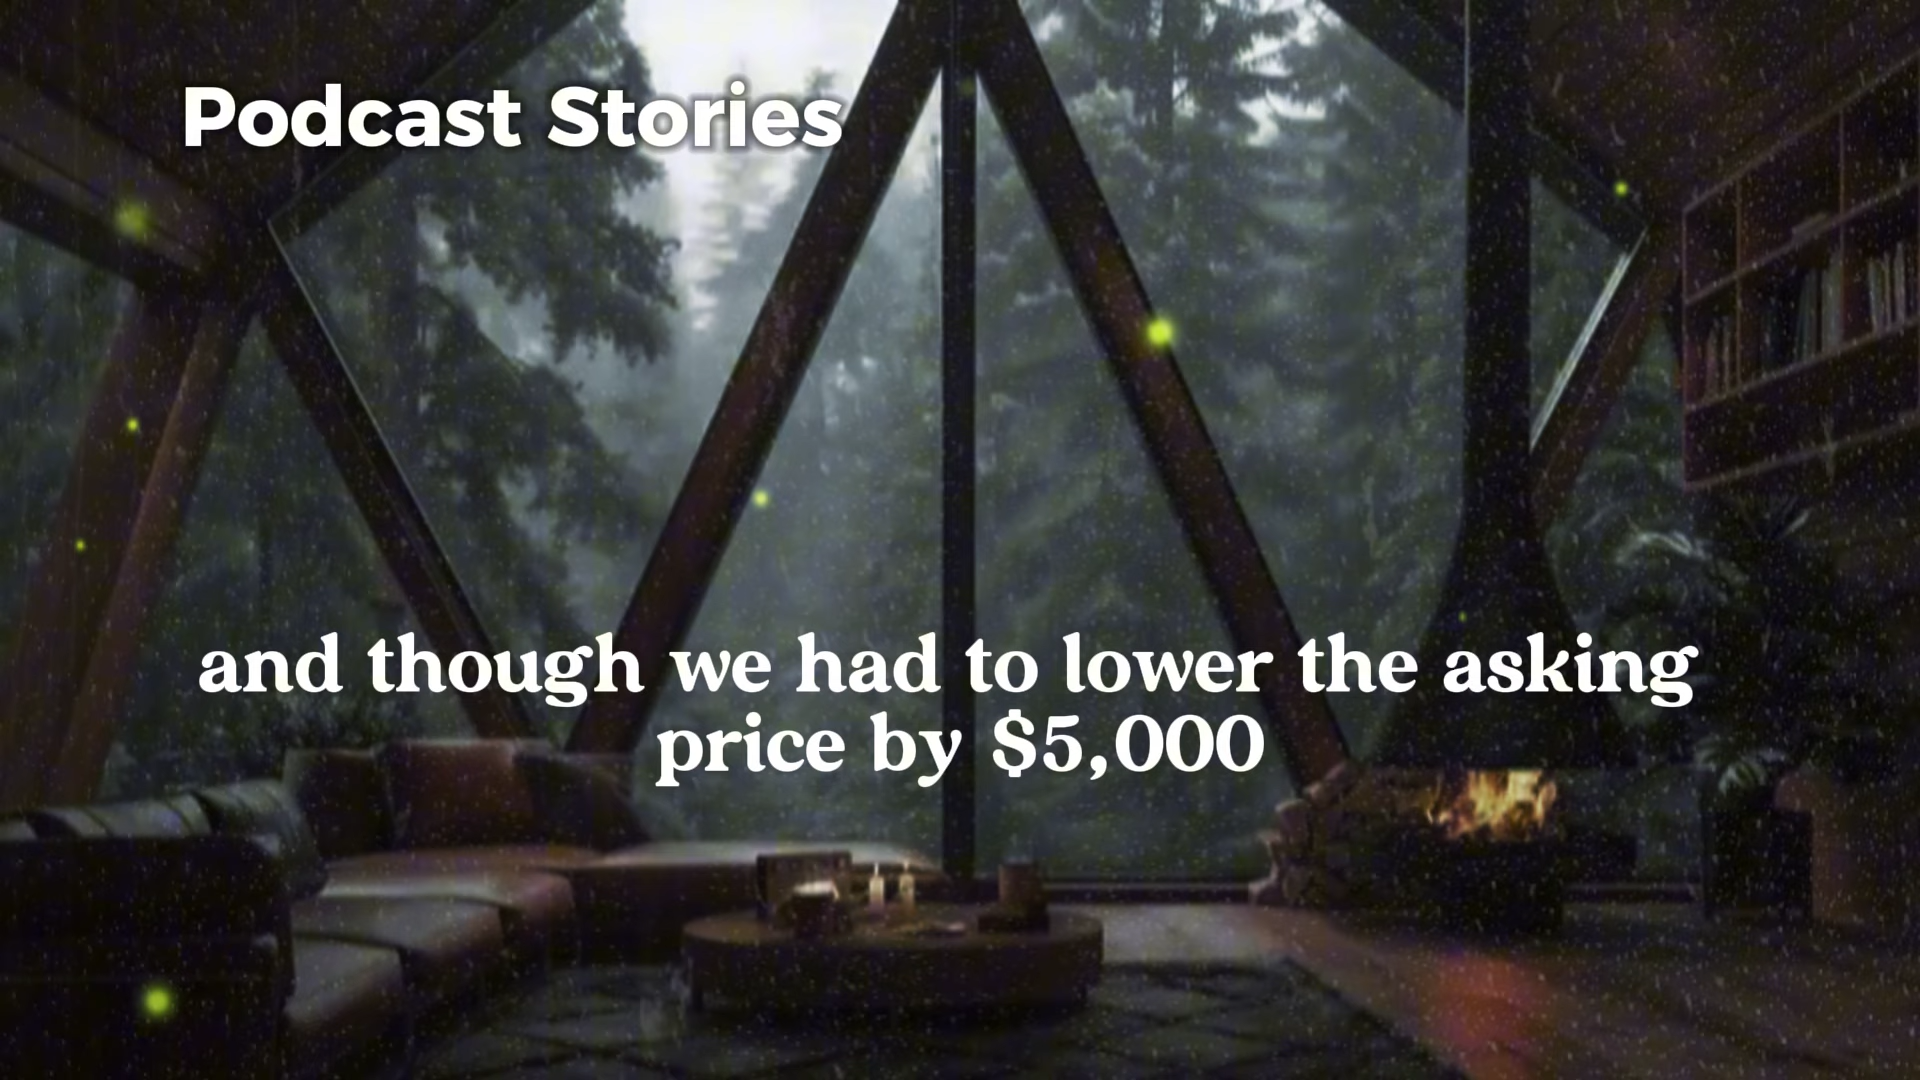 Podcast Stories
and though we had to lower the asking
price by $5,000